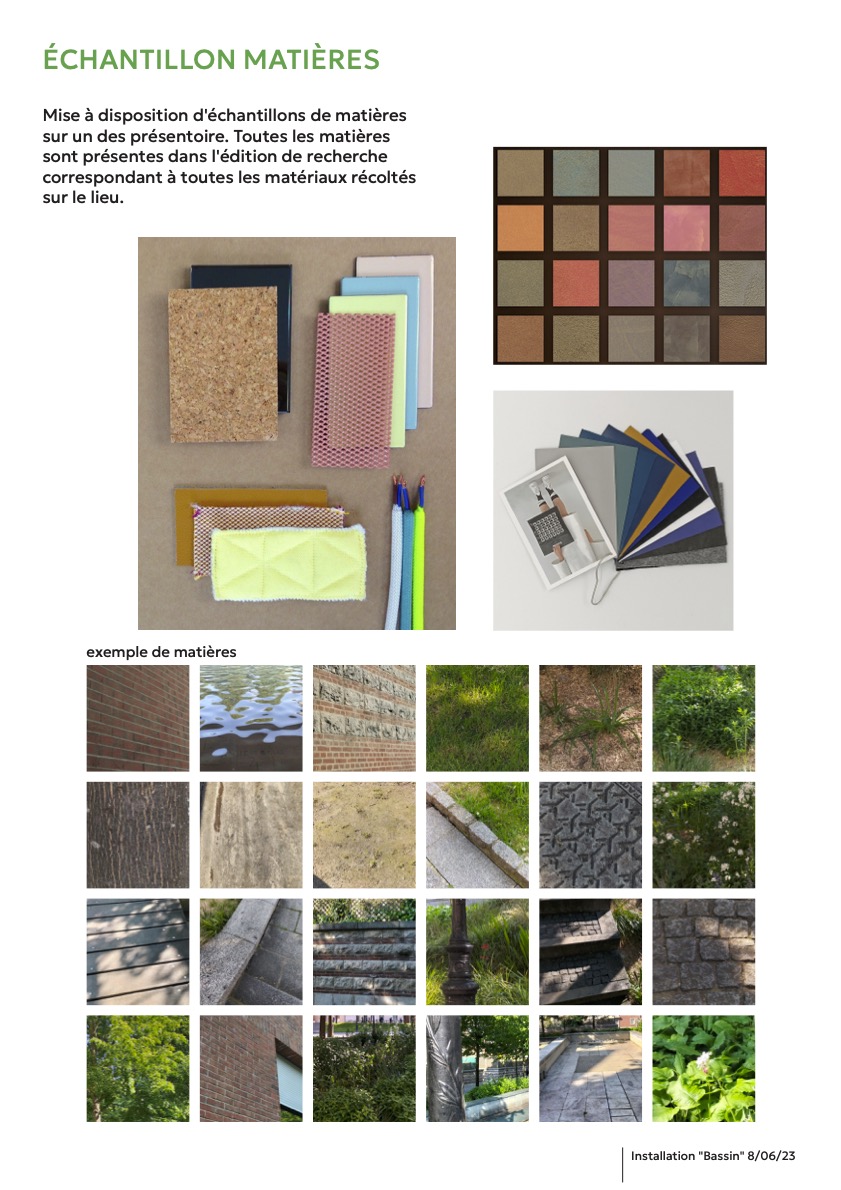 ÉCHANTILLON MATIÈRES
Mise à disposition d'échantillons de matières
sur un des présentoire. Toutes les matières
sont présentes dans l'édition de recherche
correspondant à toutes les matériaux récoltés
sur le lieu.
exemple de matières
Installation "Bassin" 8/06/23